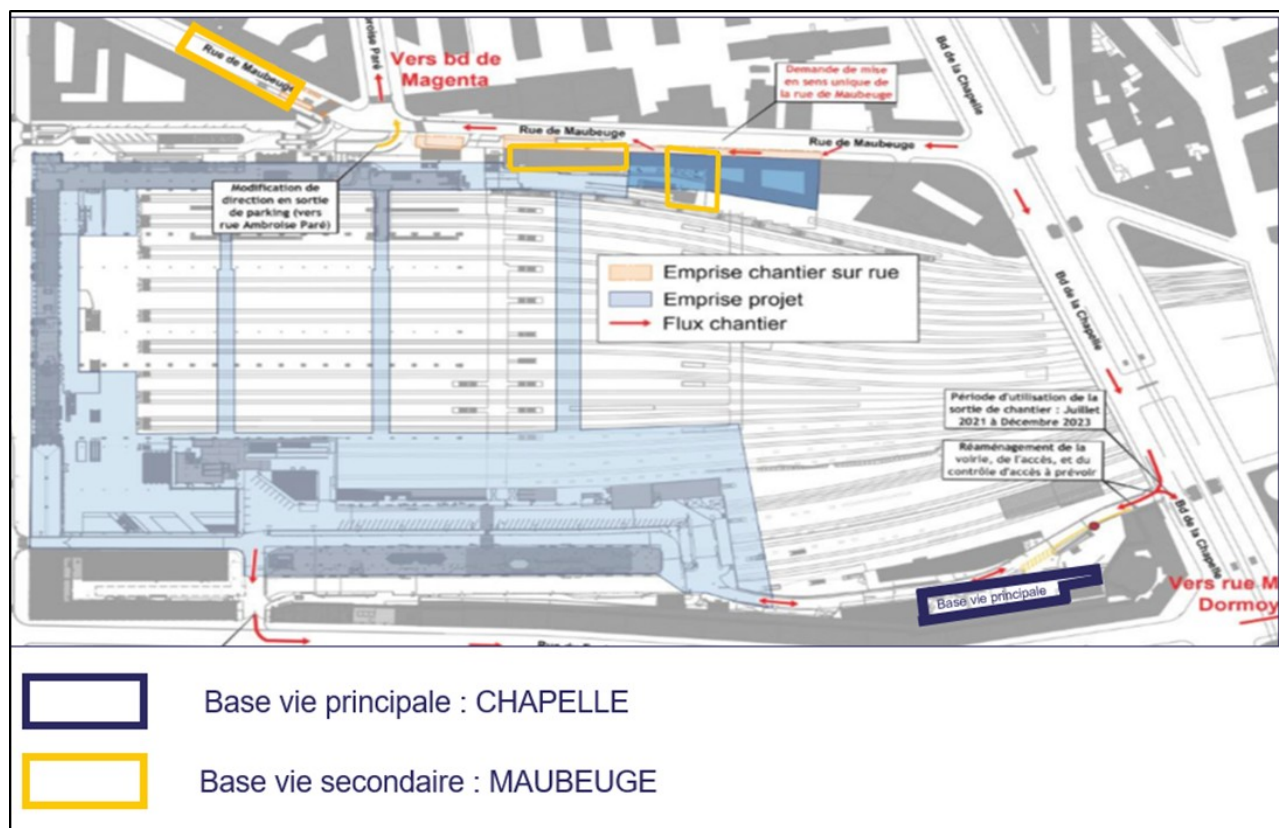 Rue de Maubeuge
Vers bd de
Magenta
Demande de mise
en sens unique de
la rue de Maubeuge
Bd de la Chapelle
Rue de Maubeuge
Rue de Maubeuge
Modification de
direction en sortie
de parking (vers
rue Ambroise Paré)
Emprise chantier sur rue
Emprise projet
Flux chantier
Bd de la Chapelle
Période d'utilisation de la
sortie de chantier : Juillet
2021 à Décembre 2023
Réaménagement de la
voirie, de l'accès, et du
contrôle d'accès à prévoir
Bd de la Chapelle
Base vie principale
Vers rue M
Dormoy
Base vie principale : CHAPELLE
Base vie secondaire : MAUBEUGE